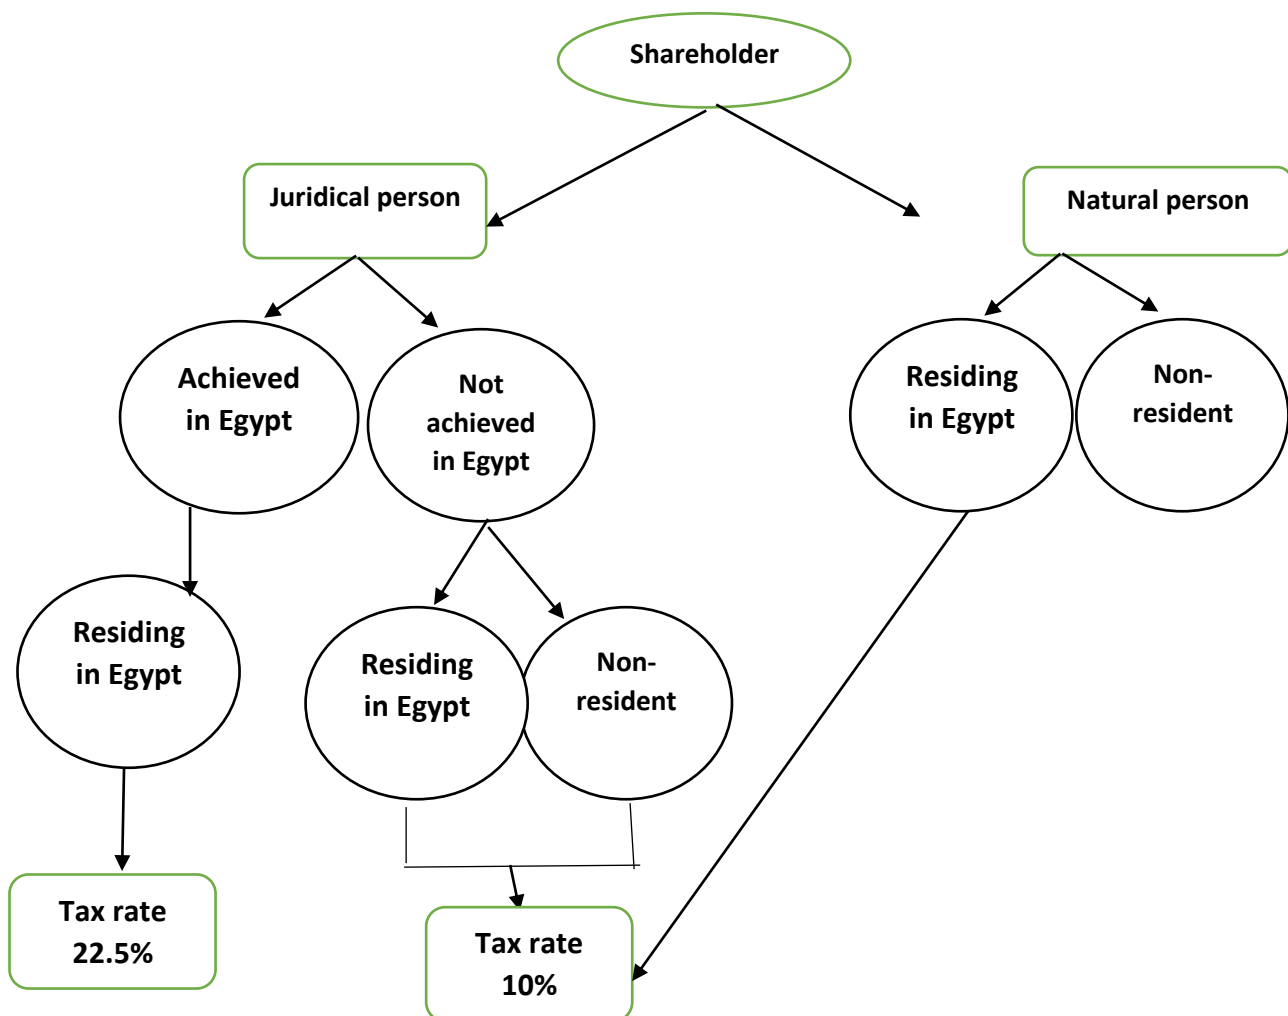 Shareholder
Juridical person
Natural person
Achieved
in Egypt
Not
achieved
in Egypt
Residing
in Egypt
Non-
resident
Residing
in Egypt
Residing
in Egypt
Non-
resident
Tax rate
22.5%
Tax rate
10%